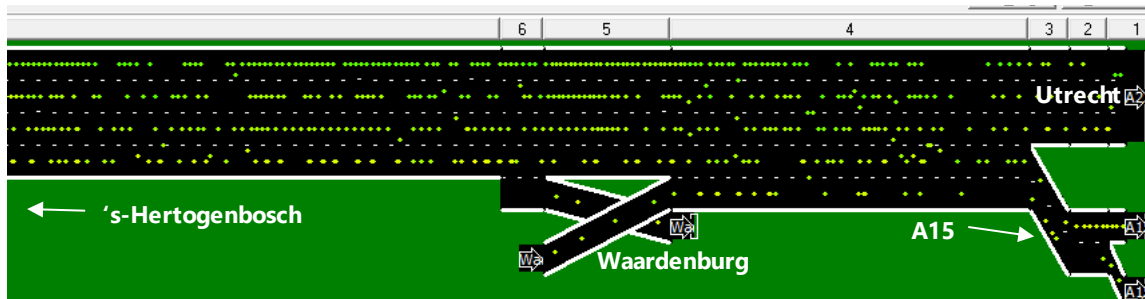 6 5 4 3 2 1
Utrecht A2
‘s-Hertogenbosch
Wa
A15
A1
Wa
Waardenburg
A1